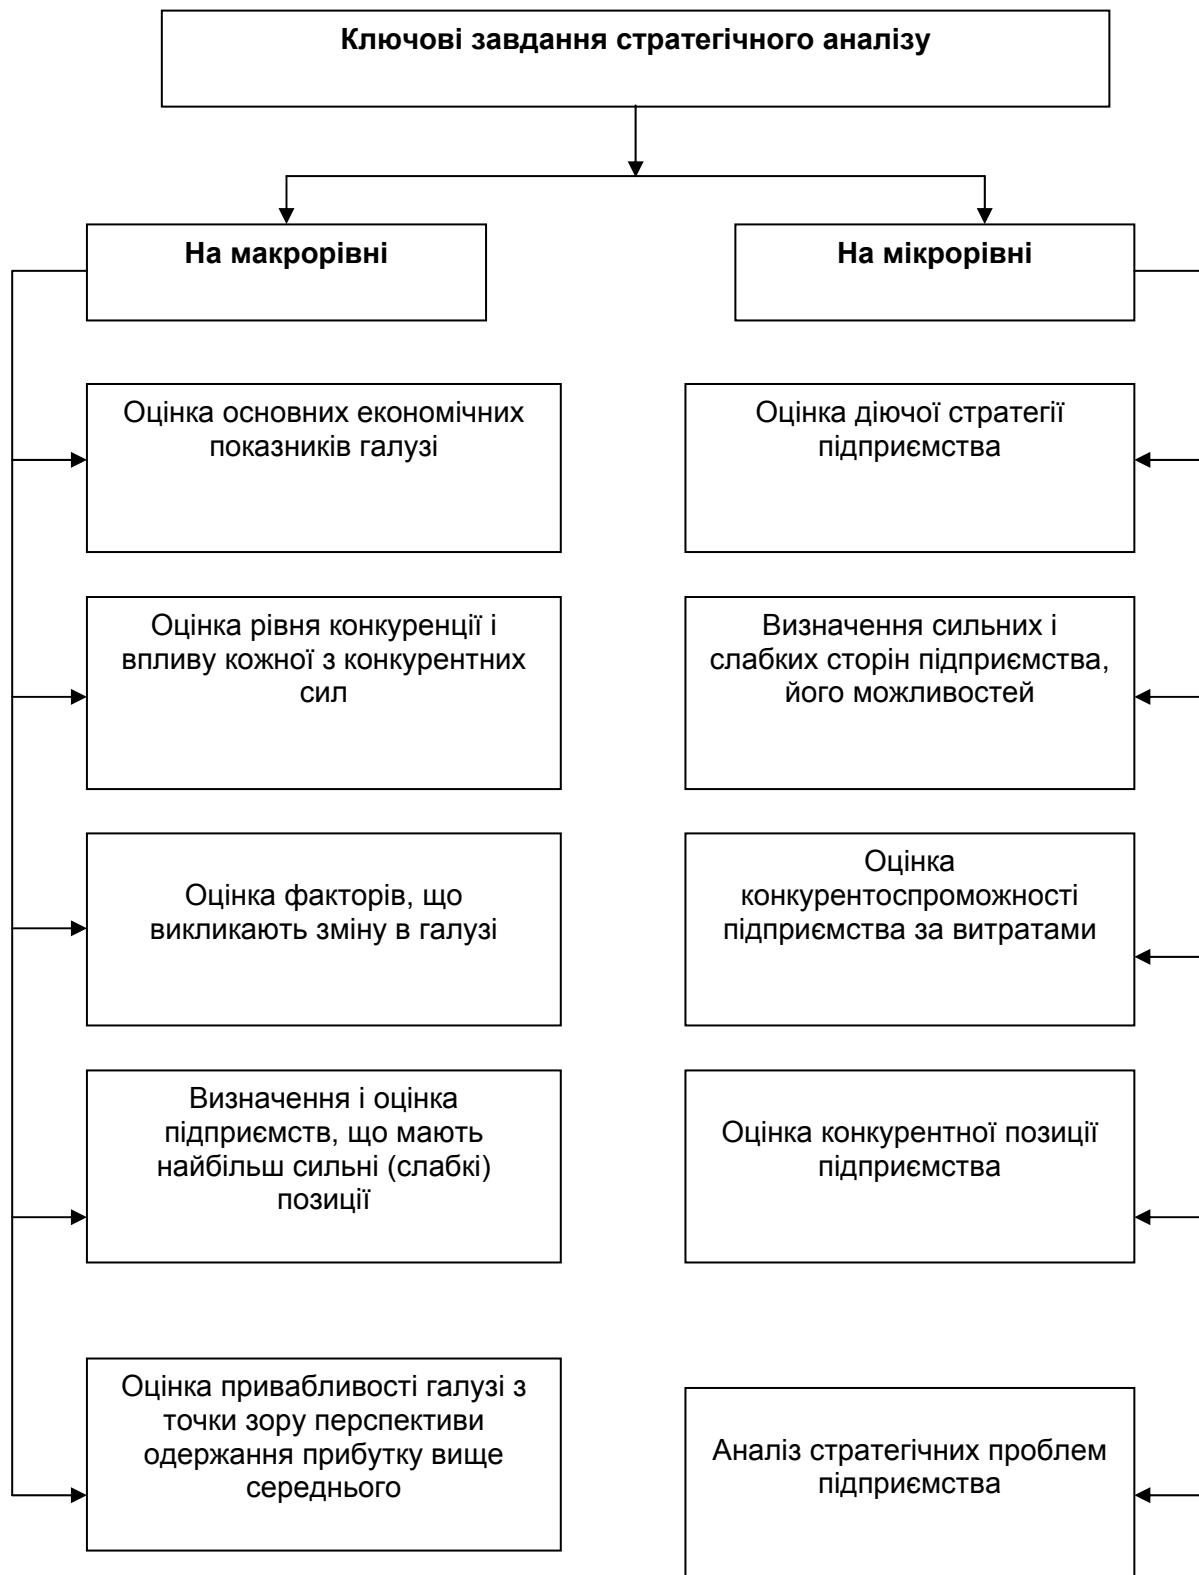 Ключові завдання стратегічного аналізу
На макрорівні
На мікрорівні
Оцінка основних економічних
показників галузі
Оцінка діючої стратегії
підприємства
Оцінка рівня конкуренції і
впливу кожної з конкурентних
сил
Визначення сильних і
слабких сторін підприємства,
його можливостей
Оцінка факторів, що
викликають зміну в галузі
Оцінка
конкурентоспроможності
підприємства за витратами
Визначення і оцінка
підприємств, що мають
найбільш сильні (слабкі)
позиції
Оцінка конкурентної позиції
підприємства
Оцінка привабливості галузі з
точки зору перспективи
одержання прибутку вище
середнього
Аналіз стратегічних проблем
підприємства